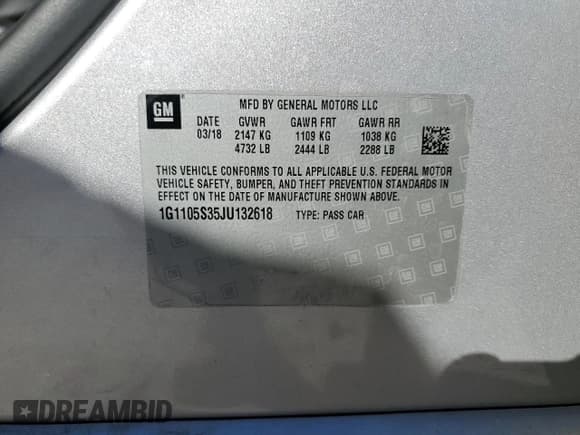 GM
MFD BY GENERAL MOTORS LLC
DATE GVWR GAWR FRT GAWR RR
03/18 2147 KG 1109 KG 1038 KG
4732 LB 2444 LB 2288 LB
THIS VEHICLE CONFORMS TO ALL APPLICABLE U.S. FEDERAL MOTOR
VEHICLE SAFETY, BUMPER, AND THEFT PREVENTION STANDARDS IN
EFFECT ON THE DATE OF MANUFACTURE SHOWN ABOVE.
1G1105S35JU132618 TYPE: PASS CAR
DREAMBID